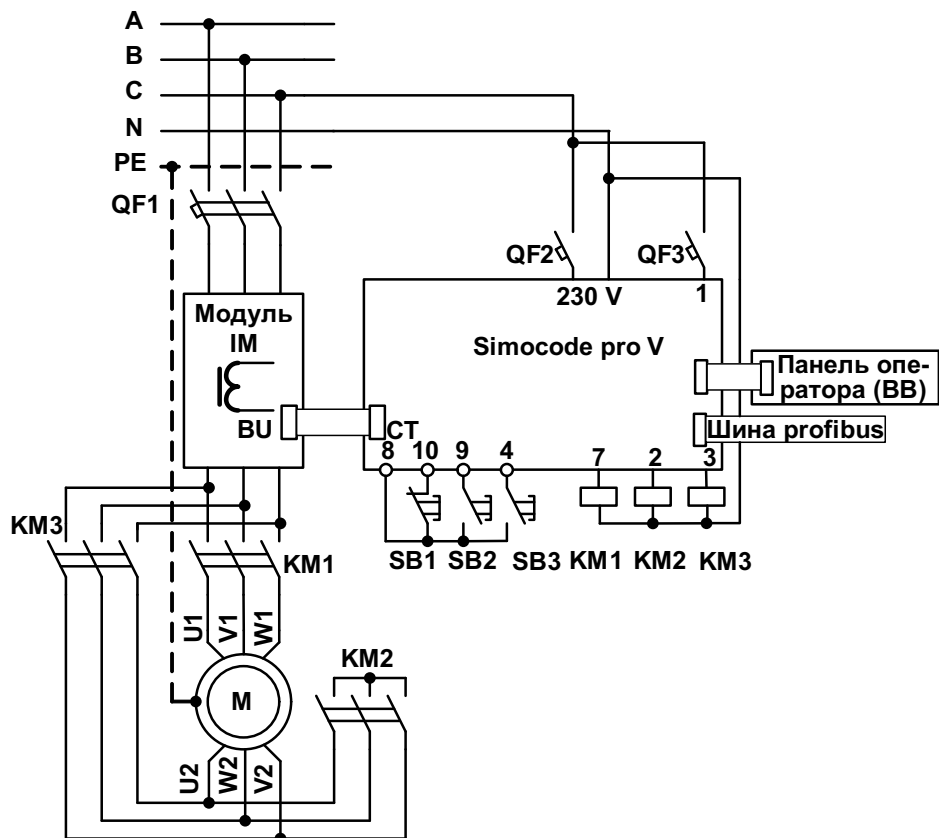 A
B
C
N
PE
QF1
QF2
QF3
230 V
1
Модуль
IM
BU
Simocode pro V
Панель опе-
ратора (BB)
Шина profibus
CT
8 10 9 4 7 2 3
KM3
KM1
SB1 SB2 SB3 KM1 KM2 KM3
U1 V1 W1
KM2
M
U2 W2 V2